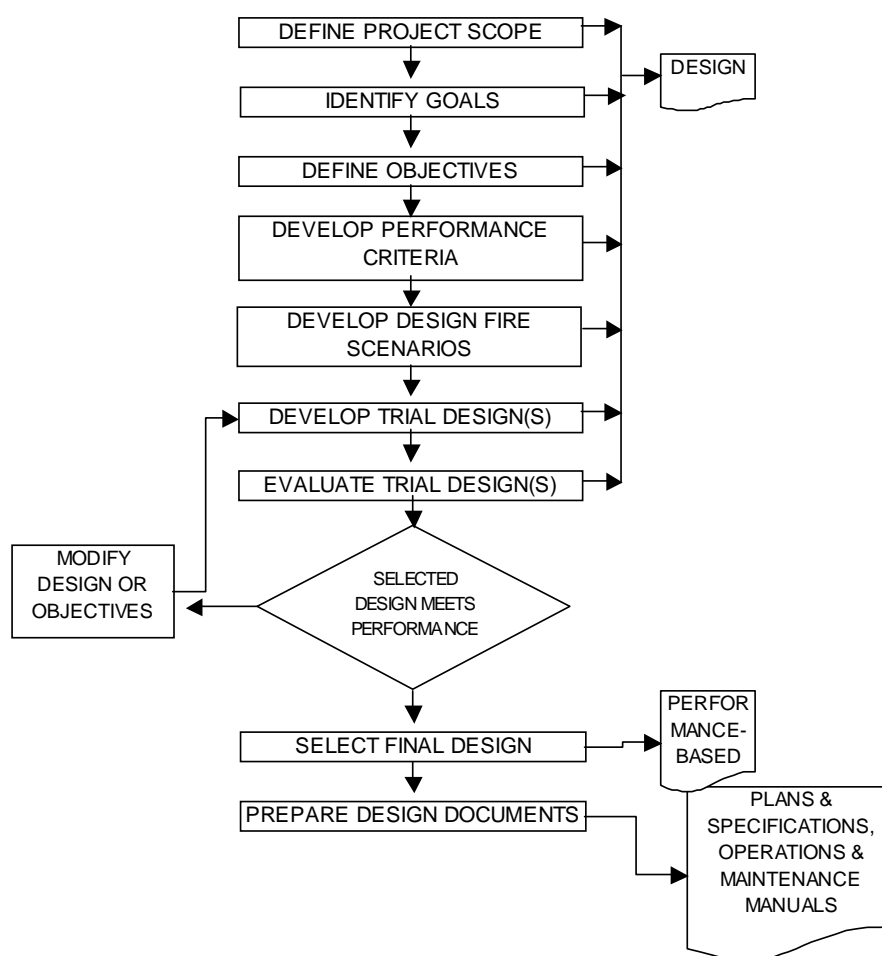 DEFINE PROJECT SCOPE
DESIGN
IDENTIFY GOALS
DEFINE OBJECTIVES
DEVELOP PERFORMANCE
CRITERIA
DEVELOP DESIGN FIRE
SCENARIOS
DEVELOP TRIAL DESIGN(S)
EVALUATE TRIAL DESIGN(S)
MODIFY
DESIGN OR
OBJECTIVES
SELECTED
DESIGN MEETS
PERFORMANCE
SELECT FINAL DESIGN
PERFOR
MANCE-
BASED
PREPARE DESIGN DOCUMENTS
PLANS &
SPECIFICATIONS,
OPERATIONS &
MAINTENANCE
MANUALS